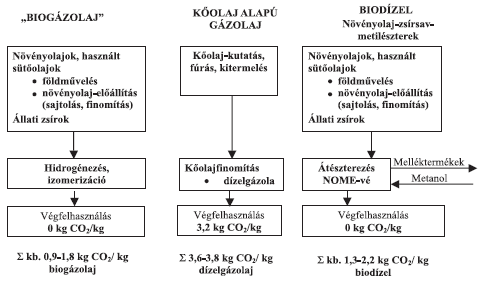 „BIOGÁZOLAJ”
Növényolajok, használt
sütőolajok
• földművelés
• növényolaj-előállítás
(sajtolás, finomítás)
Állati zsírok
Hidrogénezés,
izomerizáció
Végfelhasználás
0 kg CO₂/kg
Σ kb. 0,9-1,8 kg CO₂/ kg
biogázolaj
KŐOLAJ ALAPÚ
GÁZOLAJ
Kőolaj-kutatás,
fúrás, kitermelés
Kőolajfinomítás
• dízelgázola
Végfelhasználás
3,2 kg CO₂/kg
Σ 3,6-3,8 kg CO₂/ kg
dízelgázolaj
BIODÍZEL
Növényolaj-zsírsav-
metilészterek
Növényolajok, használt
sütőolajok
• földművelés
• növényolaj-előállítás
(sajtolás, finomítás)
Állati zsírok
Átészterezés
NOME-vé
Melléktermékek
Metanol
Végfelhasználás
0 kg CO₂/kg
Σ kb. 1,3-2,2 kg CO₂/ kg
biodízel